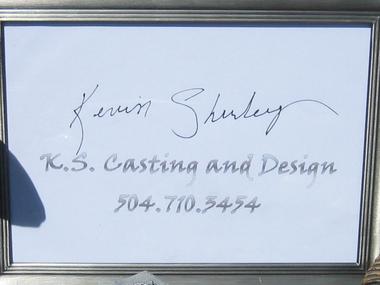 Kevin Shurley
K.S. Casting and Design
504.710.3454